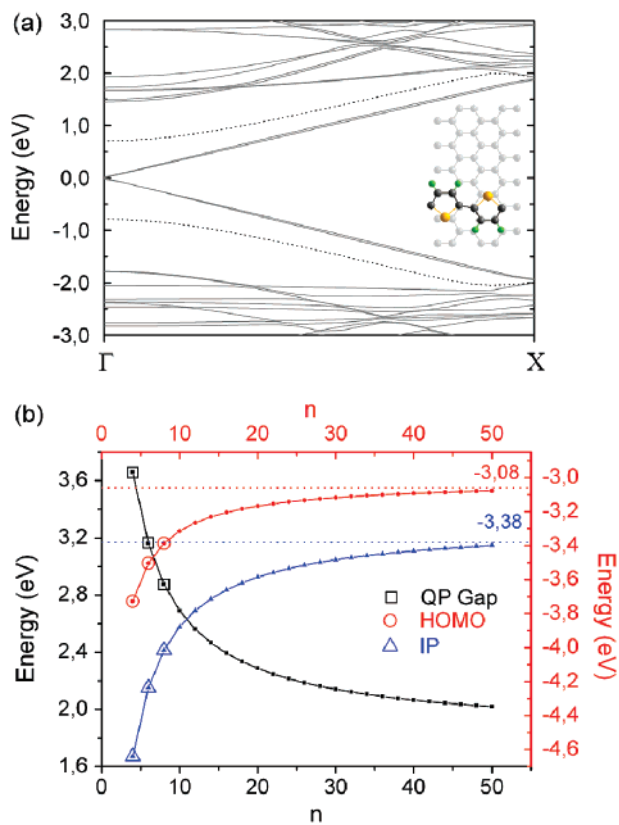 (a)
3,0
2,0
1,0
0,0
-1,0
-2,0
-3,0
Energy (eV)
Γ X
(b)
n
0 10 20 30 40 50
3,6
3,2
2,8
2,4
2,0
1,6
Energy (eV)
-3,08
-3,38
QP Gap
HOMO
IP
-3,0
-3,2
-3,4
-3,6
-3,8
-4,0
-4,2
-4,4
-4,6
Energy (eV)
0 10 20 30 40 50
n